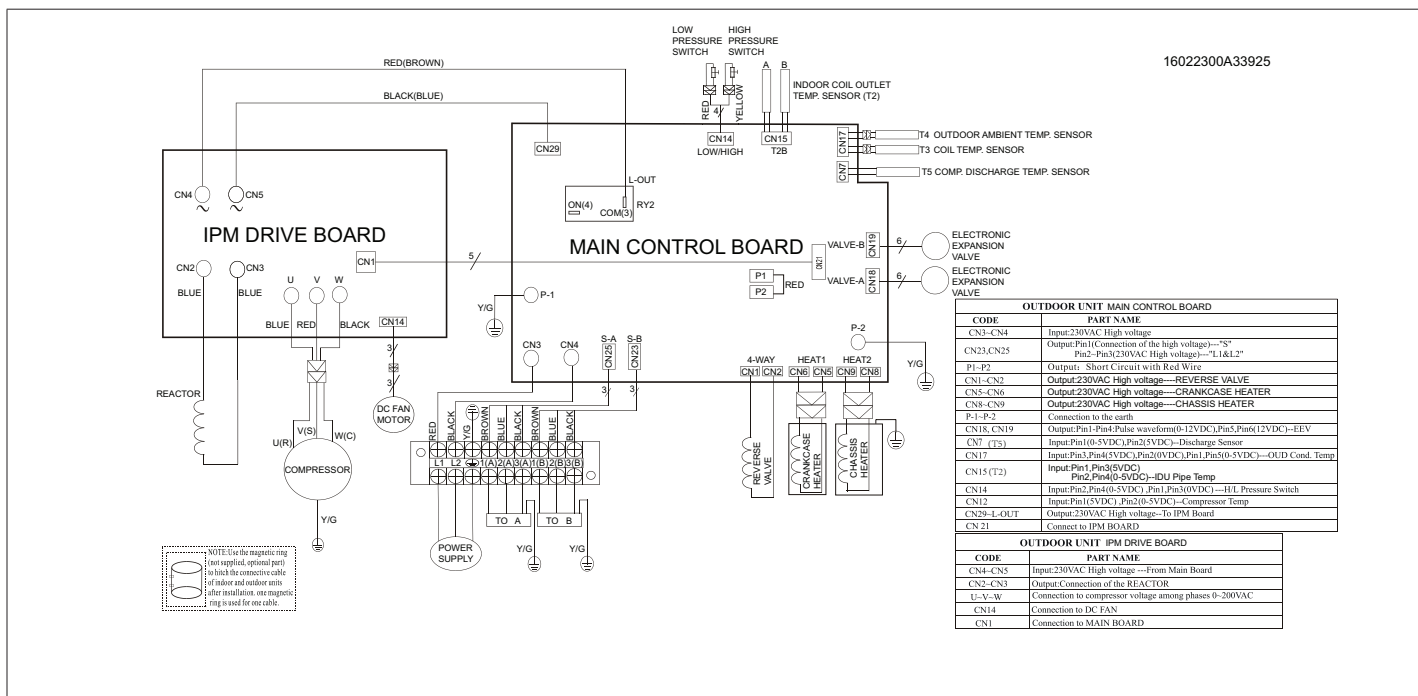 LOW
PRESSURE
SWITCH
HIGH
PRESSURE
SWITCH
16022300A33925
RED(BROWN)
BLACK(BLUE)
A
B
INDOOR COIL OUTLET
TEMP. SENSOR (T2)
RED
4
YELLOW
CN14
LOW/HIGH
CN15
T2B
CN17
T4 OUTDOOR AMBIENT TEMP. SENSOR
T3 COIL TEMP. SENSOR
CN7
T5 COMP. DISCHARGE TEMP. SENSOR
CN29
L-OUT
ON(4)
COM(3)
RY2
CN4
CN5
IPM DRIVE BOARD
MAIN CONTROL BOARD
CN1
5
CN21
VALVE-B
CN19
6
ELECTRONIC
EXPANSION
VALVE
VALVE-A
CN18
6
ELECTRONIC
EXPANSION
VALVE
CN2
CN3
BLUE
BLUE
U
V
W
BLUE
RED
BLACK
CN14
3
3
DC FAN
MOTOR
P1
P2
RED
P-1
Y/G
P-2
Y/G
CN3
CN4
S-A
CN25
3
S-B
CN23
3
4-WAY
CN1
CN2
HEAT1
CN6
CN5
HEAT2
CN9
CN8
REACTOR
U(R)
V(S)
W(C)
COMPRESSOR
Y/G
RED
BLACK
Y/G
BROWN
BLUE
BLACK
BROWN
BLUE
BLACK
L1
L2
1(A)
2(A)
3(A)
1(B)
2(B)
3(B)
TO A
TO B
Y/G
Y/G
POWER
SUPPLY
REVERSE
VALVE
CRANKCASE
HEATER
CHASSIS
HEATER
NOTE:Use the magnetic ring
(not supplied, optional part)
to hitch the connective cable
of indoor and outdoor units
after installation. one magnetic
ring is used for one cable.
OUTDOOR UNIT MAIN CONTROL BOARD
CODE PART NAME
CN3~CN4 Input:230VAC High voltage
CN23,CN25 Output:Pin1(Connection of the high voltage)---"S"
Pin2~Pin3(230VAC High voltage)---"L1&L2"
P1~P2 Output: Short Circuit with Red Wire
CN1~CN2 Output:230VAC High voltage----REVERSE VALVE
CN5~CN6 Output:230VAC High voltage----CRANKCASE HEATER
CN8~CN9 Output:230VAC High voltage----CHASSIS HEATER
P-1~P-2 Connection to the earth
CN18, CN19 Output:Pin1-Pin4:Pulse waveform(0-12VDC),Pin5,Pin6(12VDC)--EEV
CN7 (T5) Input:Pin1(0-5VDC),Pin2(5VDC)--Discharge Sensor
CN17 Input:Pin3,Pin4(5VDC),Pin2(0VDC),Pin1,Pin5(0-5VDC)---OUD Cond. Temp
CN15(T2) Input:Pin1,Pin3(5VDC)
Pin2,Pin4(0-5VDC)--IDU Pipe Temp
CN14 Input:Pin2,Pin4(0-5VDC) ,Pin1,Pin3(0VDC) ---H/L Pressure Switch
CN12 Input:Pin1(5VDC) ,Pin2(0-5VDC)--Compressor Temp
CN29~L-OUT Output:230VAC High voltage--To IPM Board
CN 21 Connect to IPM BOARD
OUTDOOR UNIT IPM DRIVE BOARD
CODE PART NAME
CN4~CN5 Input:230VAC High voltage ---From Main Board
CN2~CN3 Output:Connection of the REACTOR
U~V~W Connection to compressor voltage among phases 0~200VAC
CN14 Connection to DC FAN
CN1 Connection to MAIN BOARD